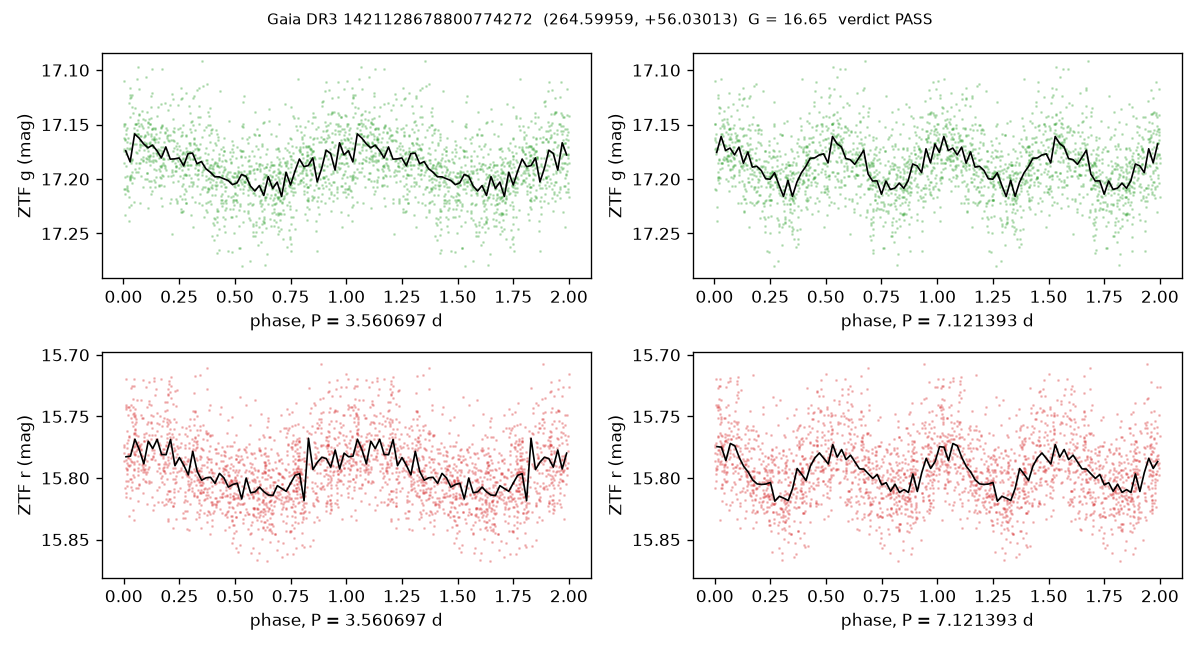 Gaia DR3 1421128678800774272  (264.59959, +56.03013)  G = 16.65  verdict PASS
17.10
17.15
17.20
17.25
ZTF g (mag)
0.00 0.25 0.50 0.75 1.00 1.25 1.50 1.75 2.00
phase, P = 3.560697 d
17.10
17.15
17.20
17.25
ZTF g (mag)
0.00 0.25 0.50 0.75 1.00 1.25 1.50 1.75 2.00
phase, P = 7.121393 d
15.70
15.75
15.80
15.85
ZTF r (mag)
0.00 0.25 0.50 0.75 1.00 1.25 1.50 1.75 2.00
phase, P = 3.560697 d
15.70
15.75
15.80
15.85
ZTF r (mag)
0.00 0.25 0.50 0.75 1.00 1.25 1.50 1.75 2.00
phase, P = 7.121393 d